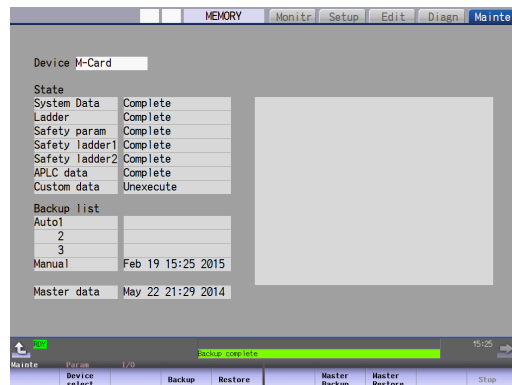 MEMORY Monitr Setup Edit Diagn Mainte
Device M-Card
State
System Data Complete
Ladder Complete
Safety param Complete
Safety ladder1 Complete
Safety ladder2 Complete
APLC data Complete
Custom data Unexecute
Backup list
Auto1
2
3
Manual Feb 19 15:25 2015
Master data May 22 21:29 2014
RDY 15:25
Backup complete
Mainte Param I/O
Device select Backup Restore Master Backup Master Restore Stop